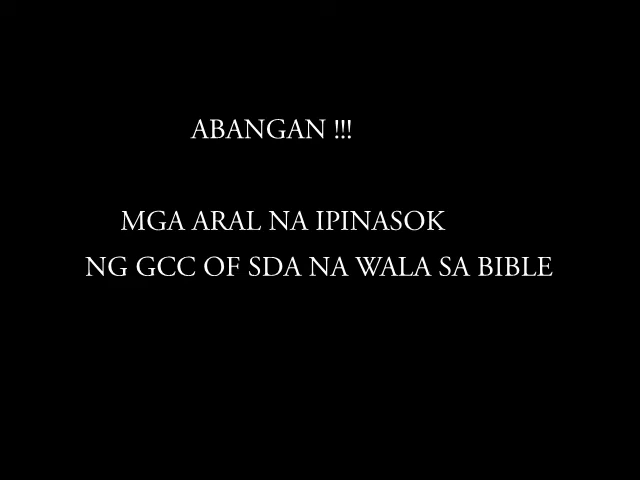 ABANGAN !!!
MGA ARAL NA IPINASOK
NG GCC OF SDA NA WALA SA BIBLE